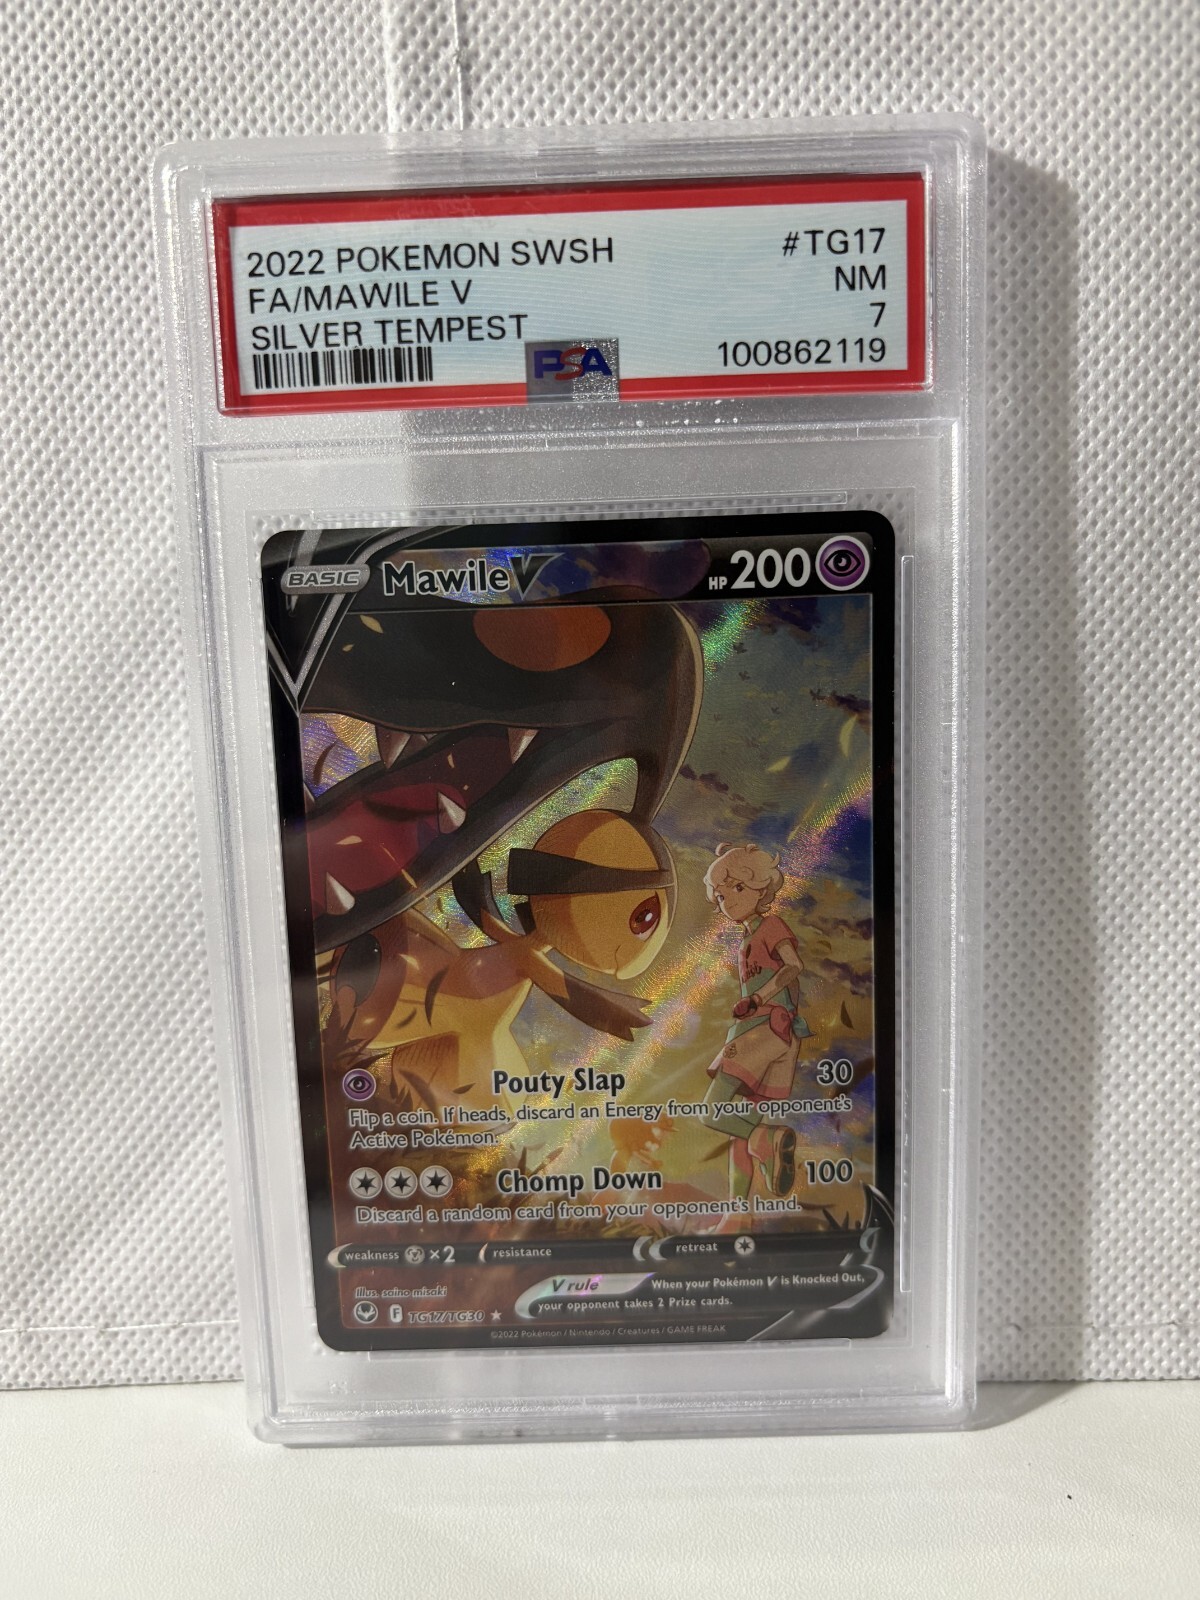 2022 POKEMON SWSH
FA/MAWILE V
SILVER TEMPEST
#TG17
NM
7
100862119
PSA
BASIC
Mawile V
HP 200
Pouty Slap 30
Flip a coin. If heads, discard an Energy from your opponent's
Active Pokémon.
Chomp Down 100
Discard a random card from your opponent's hand.
weakness ×2 resistance retreat
Illus. saino misaki
V rule
When your Pokémon V is Knocked Out,
your opponent takes 2 Prize cards.
F TG17/TG30 ★
©2022 Pokémon / Nintendo / Creatures / GAME FREAK